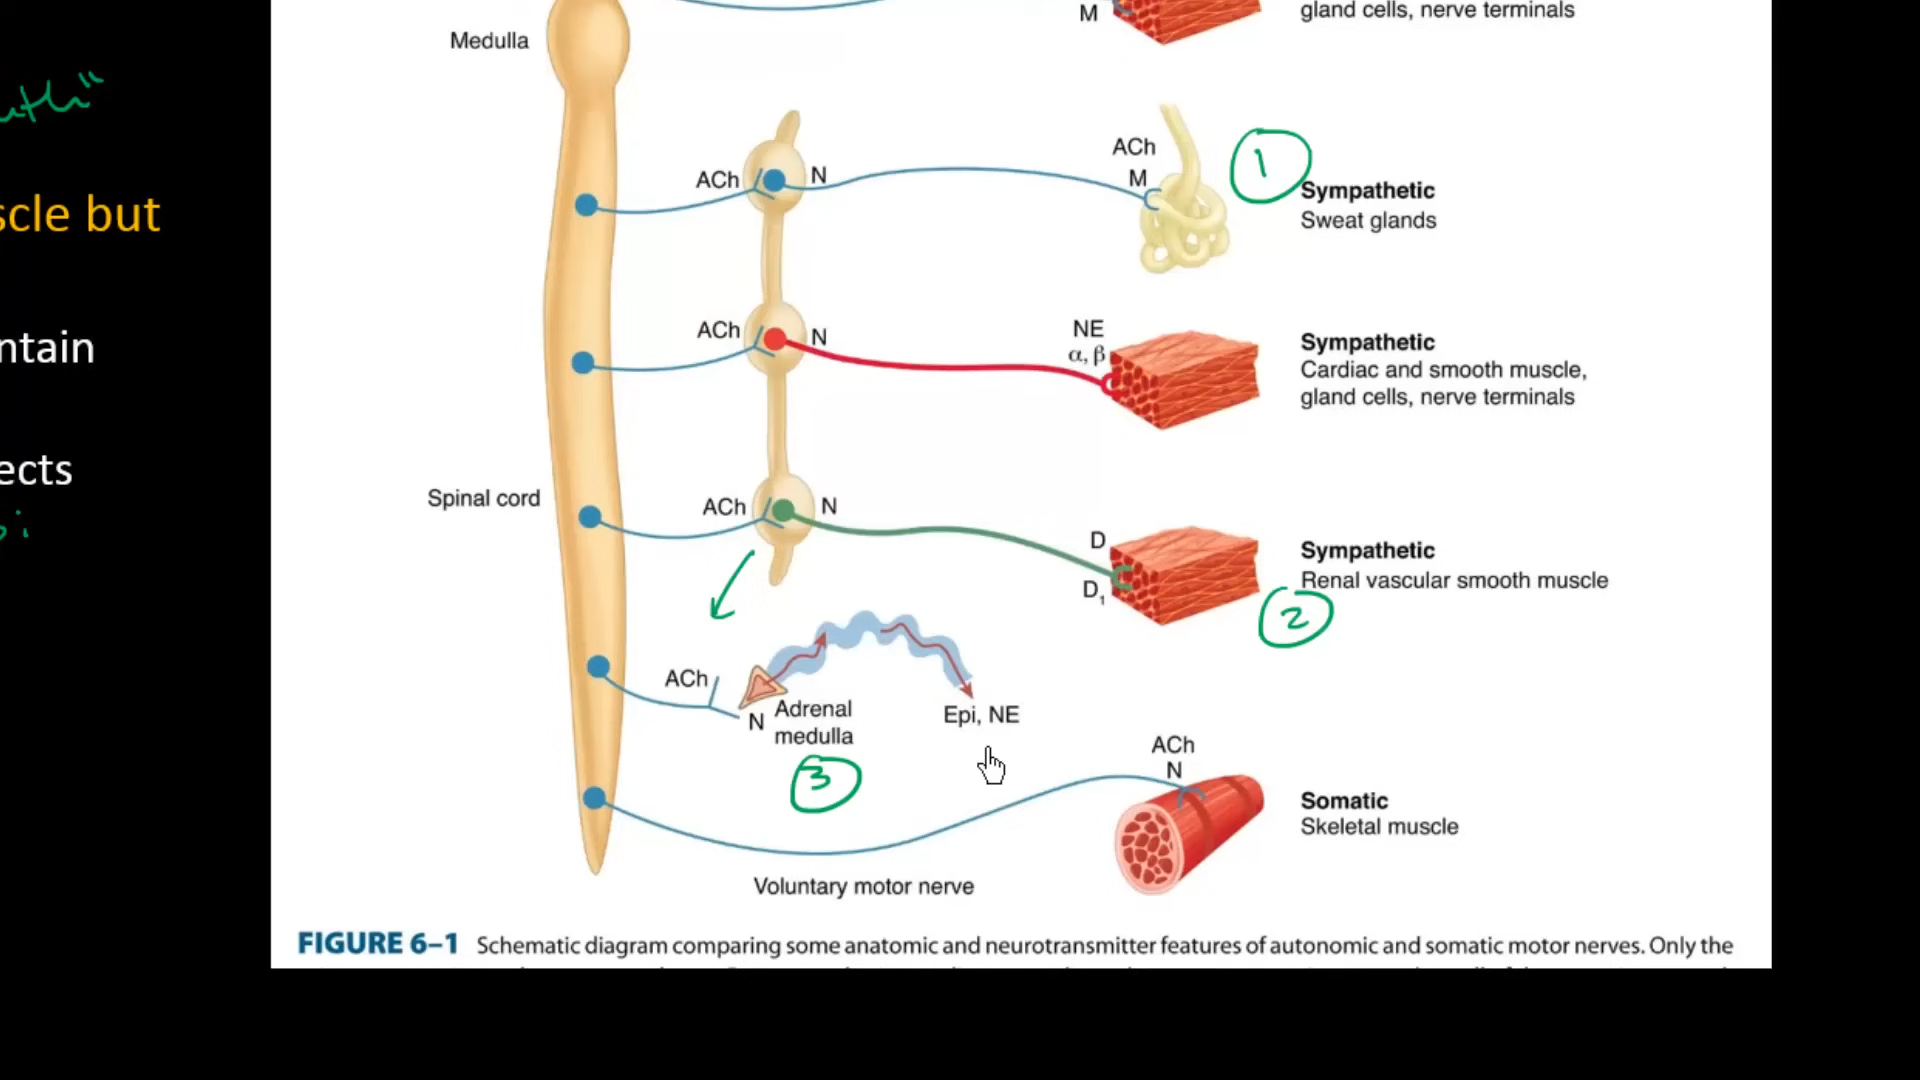 scle but
ntain
ects
Medulla
M
gland cells, nerve terminals
ACh
N
ACh
M
1
Sympathetic
Sweat glands
ACh
N
NE
α, β
Sympathetic
Cardiac and smooth muscle,
gland cells, nerve terminals
Spinal cord
ACh
N
D
D₁
Sympathetic
Renal vascular smooth muscle
2
ACh
N
Adrenal
medulla
3
Epi, NE
ACh
N
Somatic
Skeletal muscle
Voluntary motor nerve
FIGURE 6–1 Schematic diagram comparing some anatomic and neurotransmitter features of autonomic and somatic motor nerves. Only the